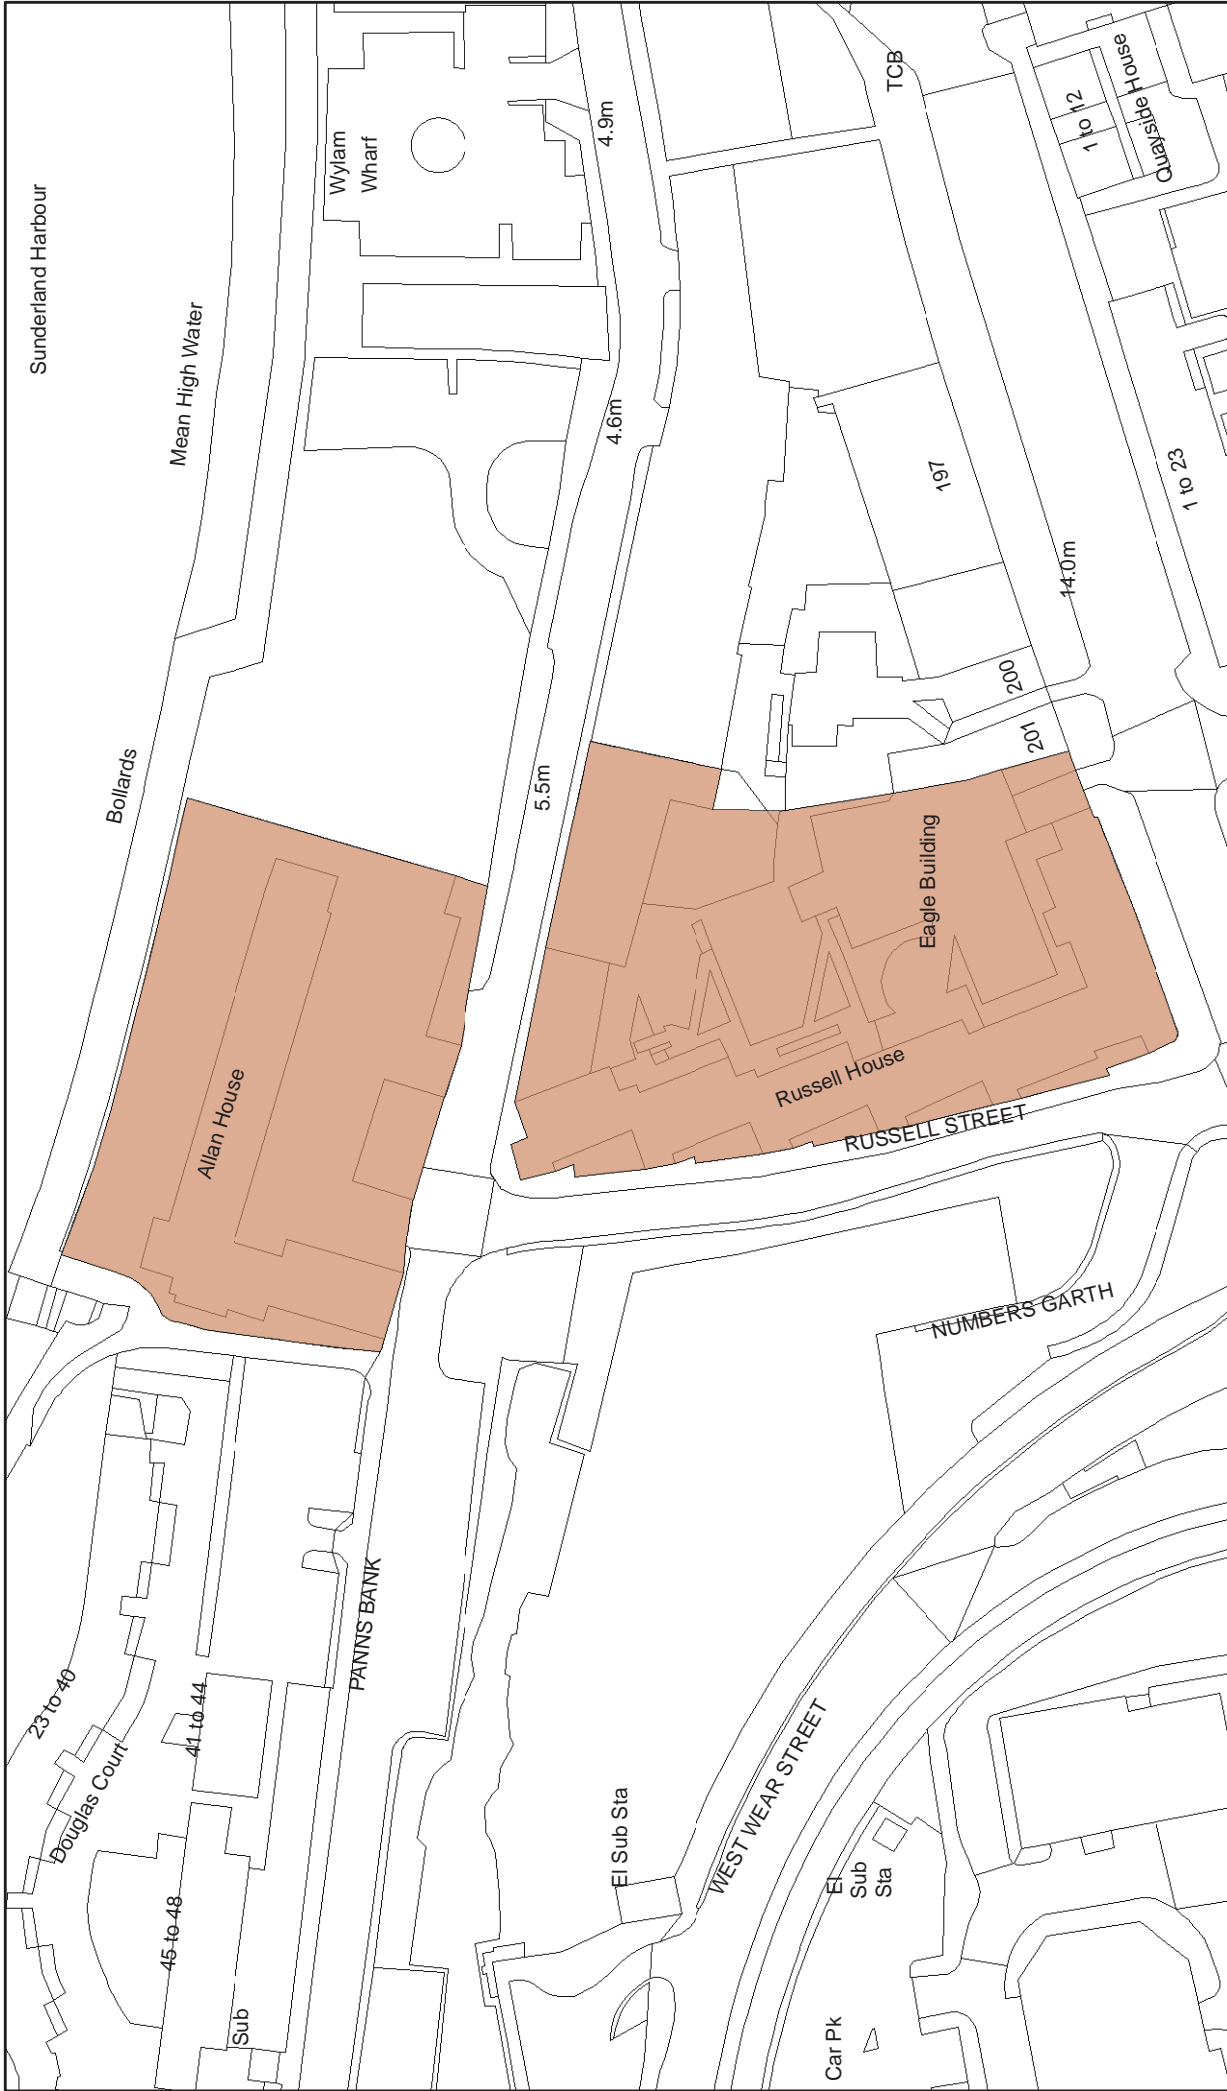 Sunderland Harbour
Mean High Water
Bollards
Wylam
Wharf
4.9m
TCB
1 to 12
Quayside House
4.6m
197
1 to 23
14.0m
5.5m
200
201
Allan House
Eagle Building
Russell House
RUSSELL STREET
NUMBERS GARTH
PANNS BANK
23 to 40
Douglas Court
41 to 44
45 to 48
Sub
El Sub Sta
WEST WEAR STREET
El
Sub
Sta
Car Pk